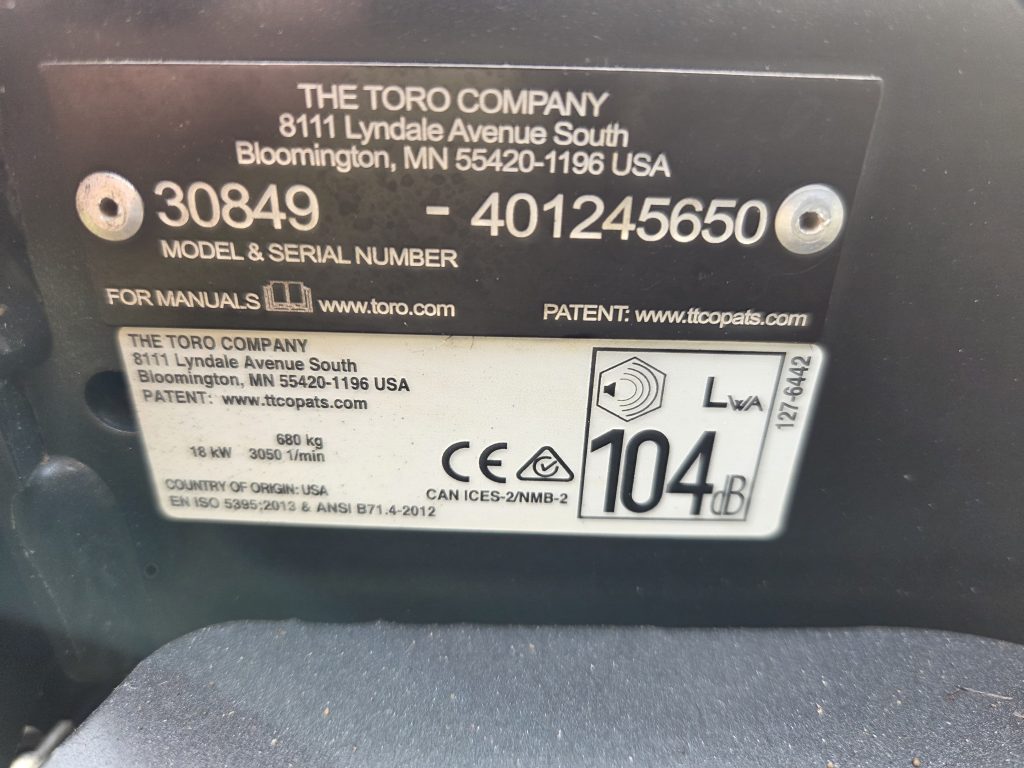 THE TORO COMPANY
8111 Lyndale Avenue South
Bloomington, MN 55420-1196 USA
30849 - 401245650
MODEL & SERIAL NUMBER
FOR MANUALS www.toro.com
PATENT: www.ttcopats.com
THE TORO COMPANY
8111 Lyndale Avenue South
Bloomington, MN 55420-1196 USA
PATENT: www.ttcopats.com
680 kg
18 kW 3050 1/min
COUNTRY OF ORIGIN: USA
EN ISO 5395:2013 & ANSI B71.4-2012
CE
CAN ICES-2/NMB-2
LWA
104 dB
127-6442